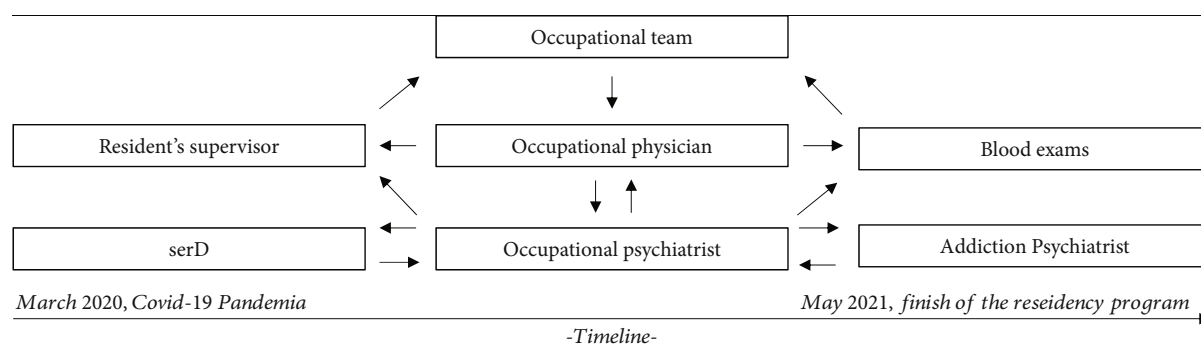 Occupational team
Resident's supervisor
Occupational physician
Blood exams
serD
Occupational psychiatrist
Addiction Psychiatrist
March 2020, Covid-19 Pandemia
May 2021, finish of the reseidency program
-Timeline-